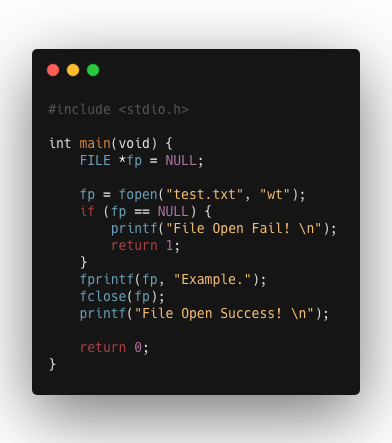 #include <stdio.h>
int main(void) {
FILE *fp = NULL;
fp = fopen("test.txt", "wt");
if (fp == NULL) {
printf("File Open Fail! \n");
return 1;
}
fprintf(fp, "Example.");
fclose(fp);
printf("File Open Success! \n");
return 0;
}